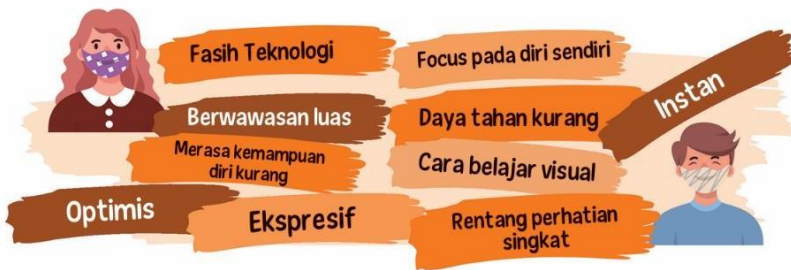 Fasih Teknologi
Focus pada diri sendiri
Instan
Berwawasan luas
Daya tahan kurang
Merasa kemampuan
diri kurang
Cara belajar visual
Optimis
Ekspresif
Rentang perhatian
singkat